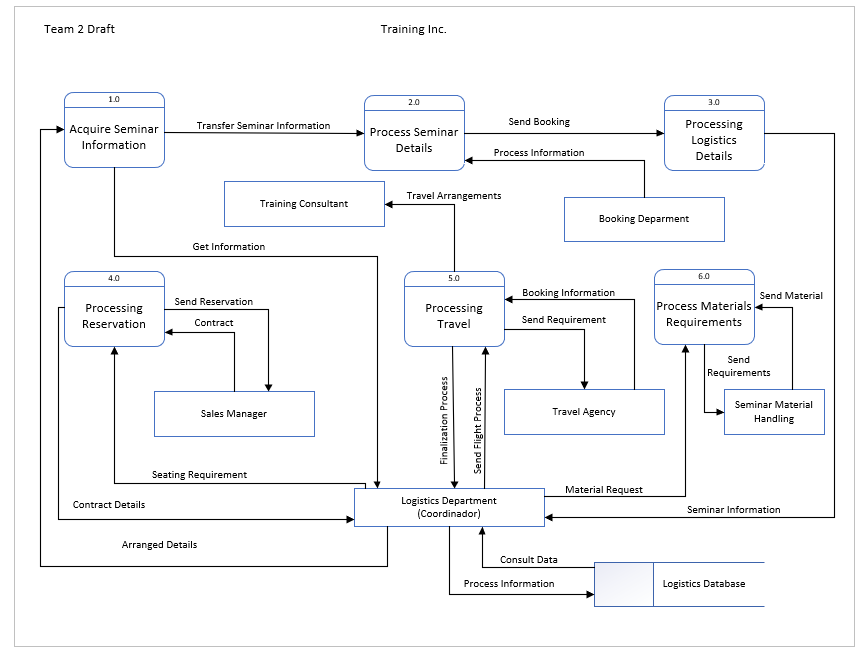 Team 2 Draft
Training Inc.
1.0
Acquire Seminar
Information
Transfer Seminar Information
2.0
Process Seminar
Details
Send Booking
3.0
Processing
Logistics
Details
Process Information
Training Consultant
Travel Arrangements
Booking Deparment
Get Information
4.0
Processing
Reservation
Send Reservation
Contract
5.0
Processing
Travel
Booking Information
Send Requirement
6.0
Process Materials
Requirements
Send Material
Send
Requirements
Sales Manager
Finalization Process
Send Flight Process
Travel Agency
Seminar Material
Handling
Seating Requirement
Contract Details
Logistics Department
(Coordinador)
Material Request
Seminar Information
Arranged Details
Consult Data
Process Information
Logistics Database